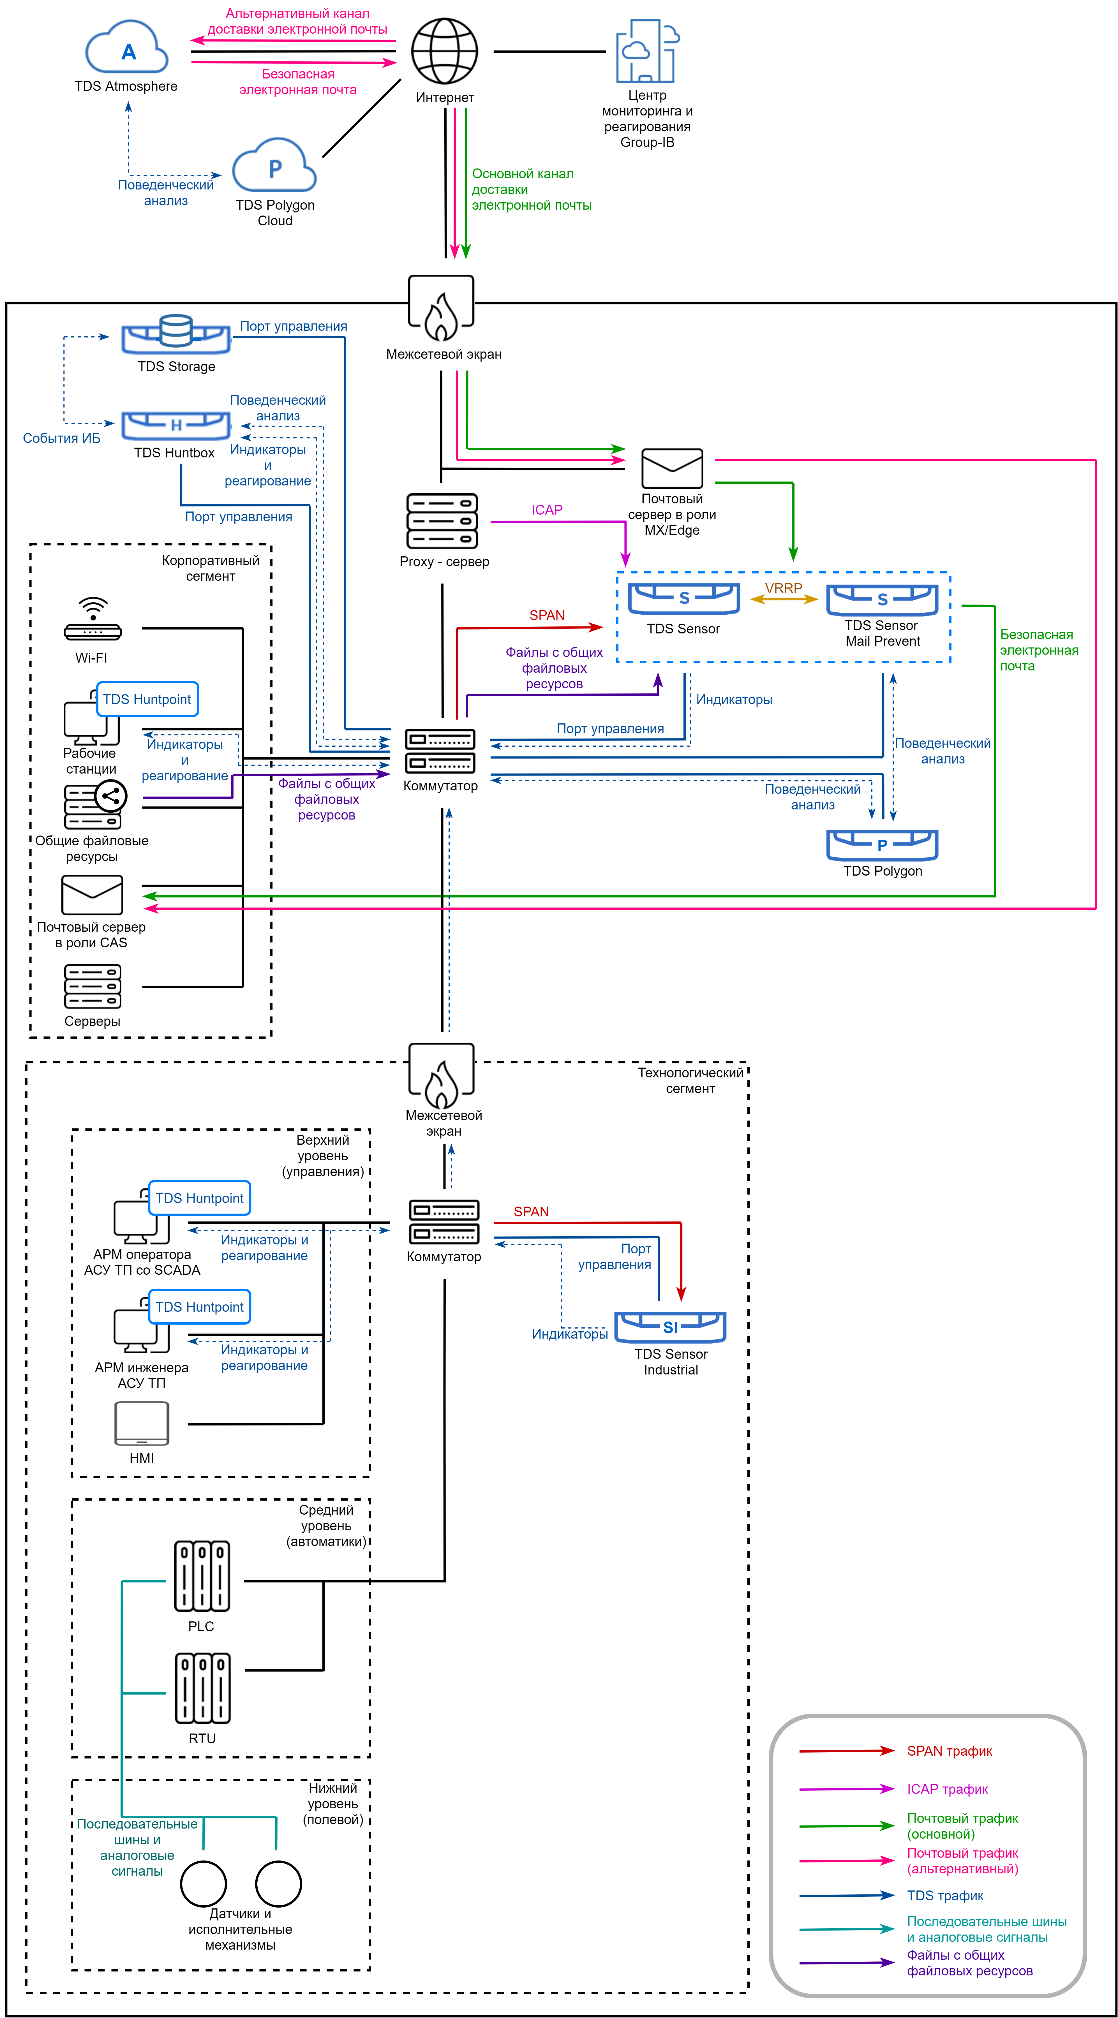 Альтернативный канал
доставки электронной почты
A
TDS Atmosphere
Безопасная
электронная почта
Интернет
Центр
мониторинга и
реагирования
Group-IB
P
TDS Polygon
Cloud
Поведенческий
анализ
Основной канал
доставки
электронной почты
Межсетевой экран
Порт управления
TDS Storage
События ИБ
H
TDS Huntbox
Поведенческий
анализ
Индикаторы
и
реагирование
Порт управления
Proxy - сервер
ICAP
Почтовый
сервер в роли
MX/Edge
Корпоративный
сегмент
Wi-FI
TDS Huntpoint
Рабочие
станции
Индикаторы
и
реагирование
Общие файловые
ресурсы
Файлы с общих
файловых
ресурсов
Почтовый сервер
в роли CAS
Серверы
SPAN
Файлы с общих
файловых
ресурсов
S
TDS Sensor
VRRP
S
TDS Sensor
Mail Prevent
Безопасная
электронная
почта
Индикаторы
Порт управления
Коммутатор
Поведенческий
анализ
Поведенческий
анализ
P
TDS Polygon
Технологический
сегмент
Межсетевой
экран
Верхний
уровень
(управления)
TDS Huntpoint
АРМ оператора
АСУ ТП со SCADA
Индикаторы и
реагирование
TDS Huntpoint
АРМ инженера
АСУ ТП
Индикаторы и
реагирование
HMI
Коммутатор
SPAN
Порт
управления
Индикаторы
SI
TDS Sensor
Industrial
Средний
уровень
(автоматики)
PLC
RTU
Нижний
уровень
(полевой)
Последовательные
шины и
аналоговые
сигналы
Датчики и
исполнительные
механизмы
SPAN трафик
ICAP трафик
Почтовый трафик
(основной)
Почтовый трафик
(альтернативный)
TDS трафик
Последовательные шины
и аналоговые сигналы
Файлы с общих
файловых ресурсов